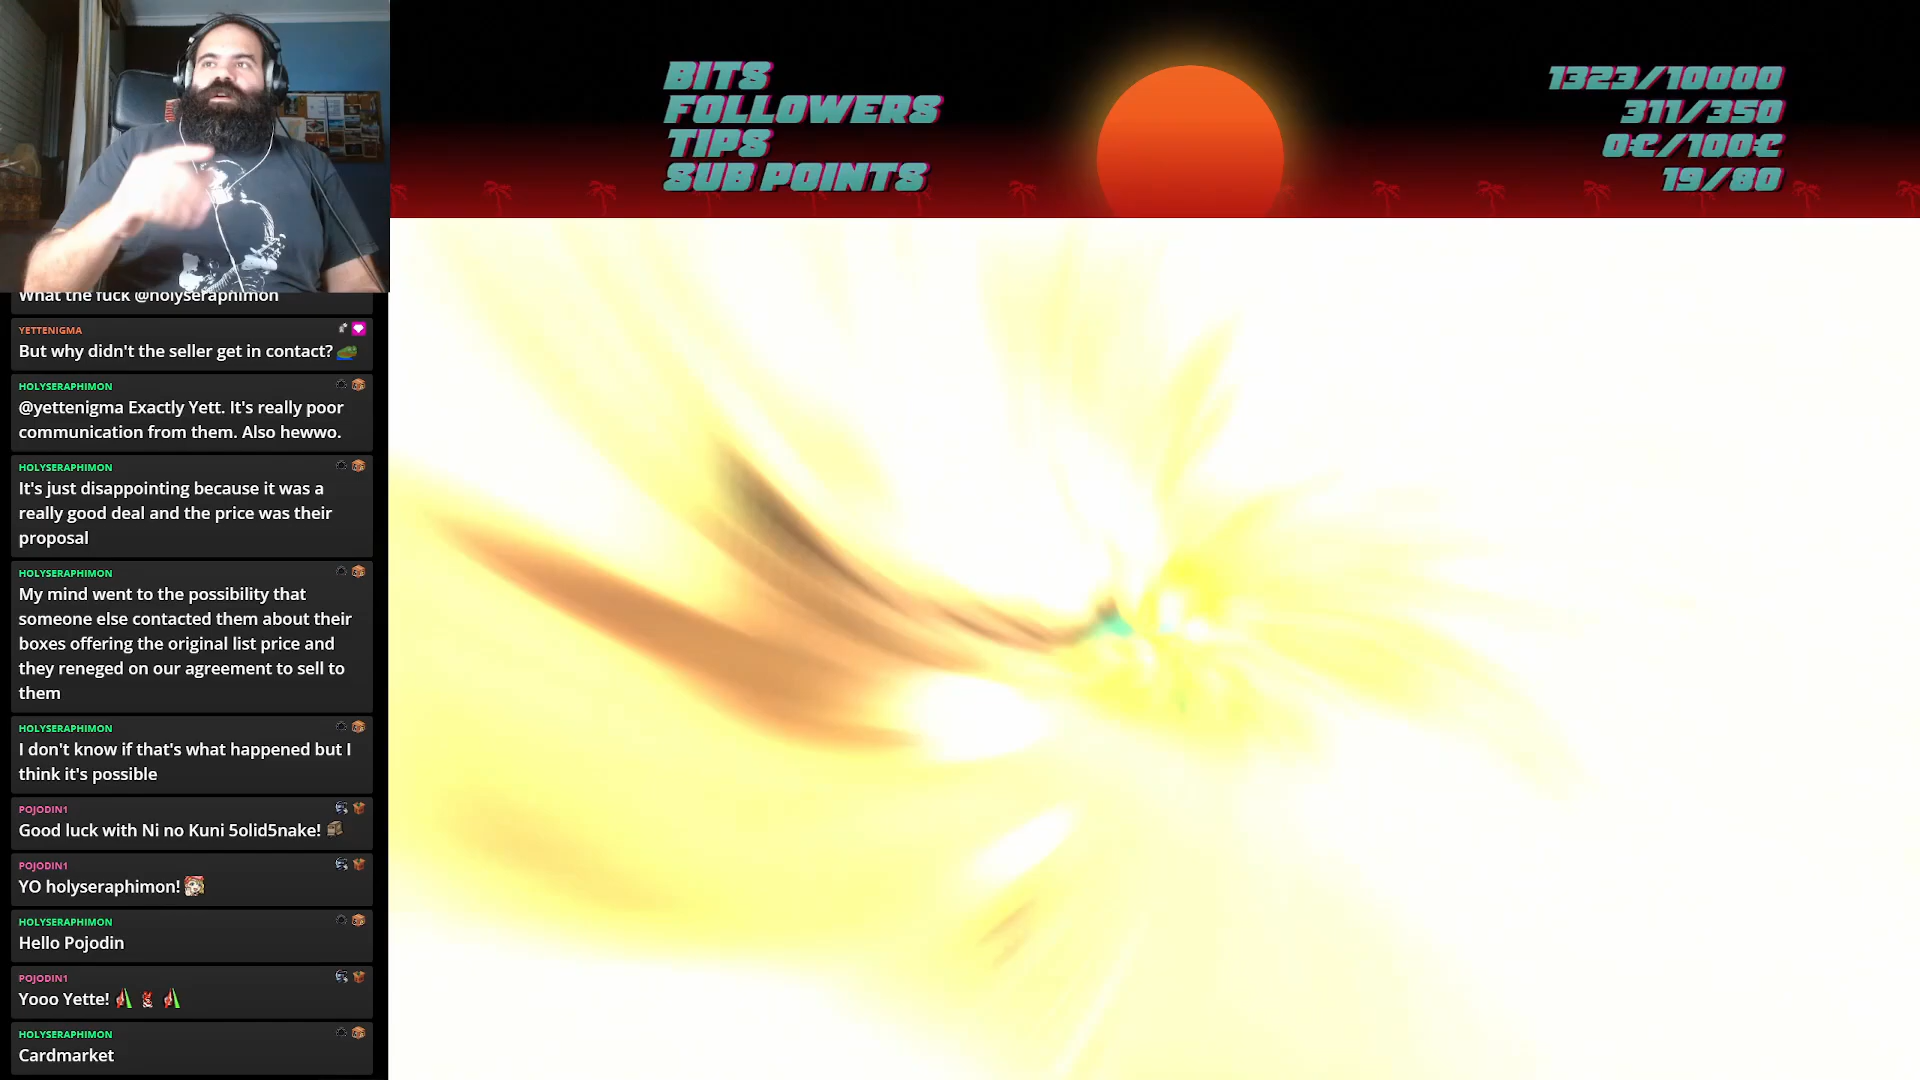 BITS
FOLLOWERS
TIPS
SUB POINTS
1323/10000
311/350
0€/100€
19/80
What the fuck @holyseraphimon
YETTENIGMA
But why didn't the seller get in contact?
HOLYSERAPHIMON
@yettenigma Exactly Yett. It's really poor
communication from them. Also hewwo.
HOLYSERAPHIMON
It's just disappointing because it was a
really good deal and the price was their
proposal
HOLYSERAPHIMON
My mind went to the possibility that
someone else contacted them about their
boxes offering the original list price and
they reneged on our agreement to sell to
them
HOLYSERAPHIMON
I don't know if that's what happened but I
think it's possible
POJODIN1
Good luck with Ni no Kuni 5olid5nake!
POJODIN1
YO holyseraphimon!
HOLYSERAPHIMON
Hello Pojodin
POJODIN1
Yooo Yette!
HOLYSERAPHIMON
Cardmarket